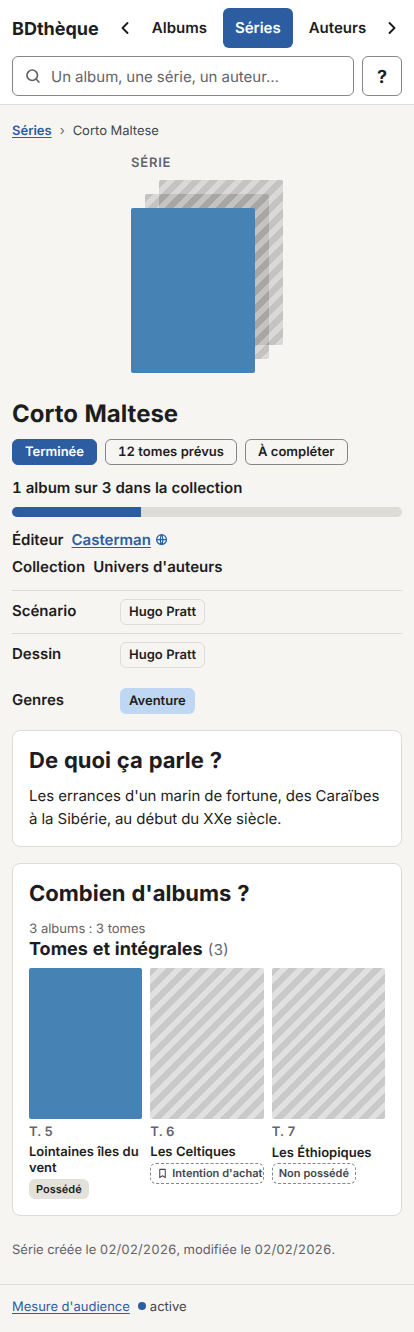 BDthèque
Albums
Séries
Auteurs
Un album, une série, un auteur...
?
Séries › Corto Maltese
SÉRIE
Corto Maltese
Terminée
12 tomes prévus
À compléter
1 album sur 3 dans la collection
Éditeur Casterman
Collection Univers d'auteurs
Scénario Hugo Pratt
Dessin Hugo Pratt
Genres Aventure
De quoi ça parle ?
Les errances d'un marin de fortune, des Caraïbes
à la Sibérie, au début du XXe siècle.
Combien d'albums ?
3 albums : 3 tomes
Tomes et intégrales (3)
T. 5
Lointaines îles du
vent
Possédé
T. 6
Les Celtiques
Intention d'achat
T. 7
Les Éthiopiques
Non possédé
Série créée le 02/02/2026, modifiée le 02/02/2026.
Mesure d'audience active